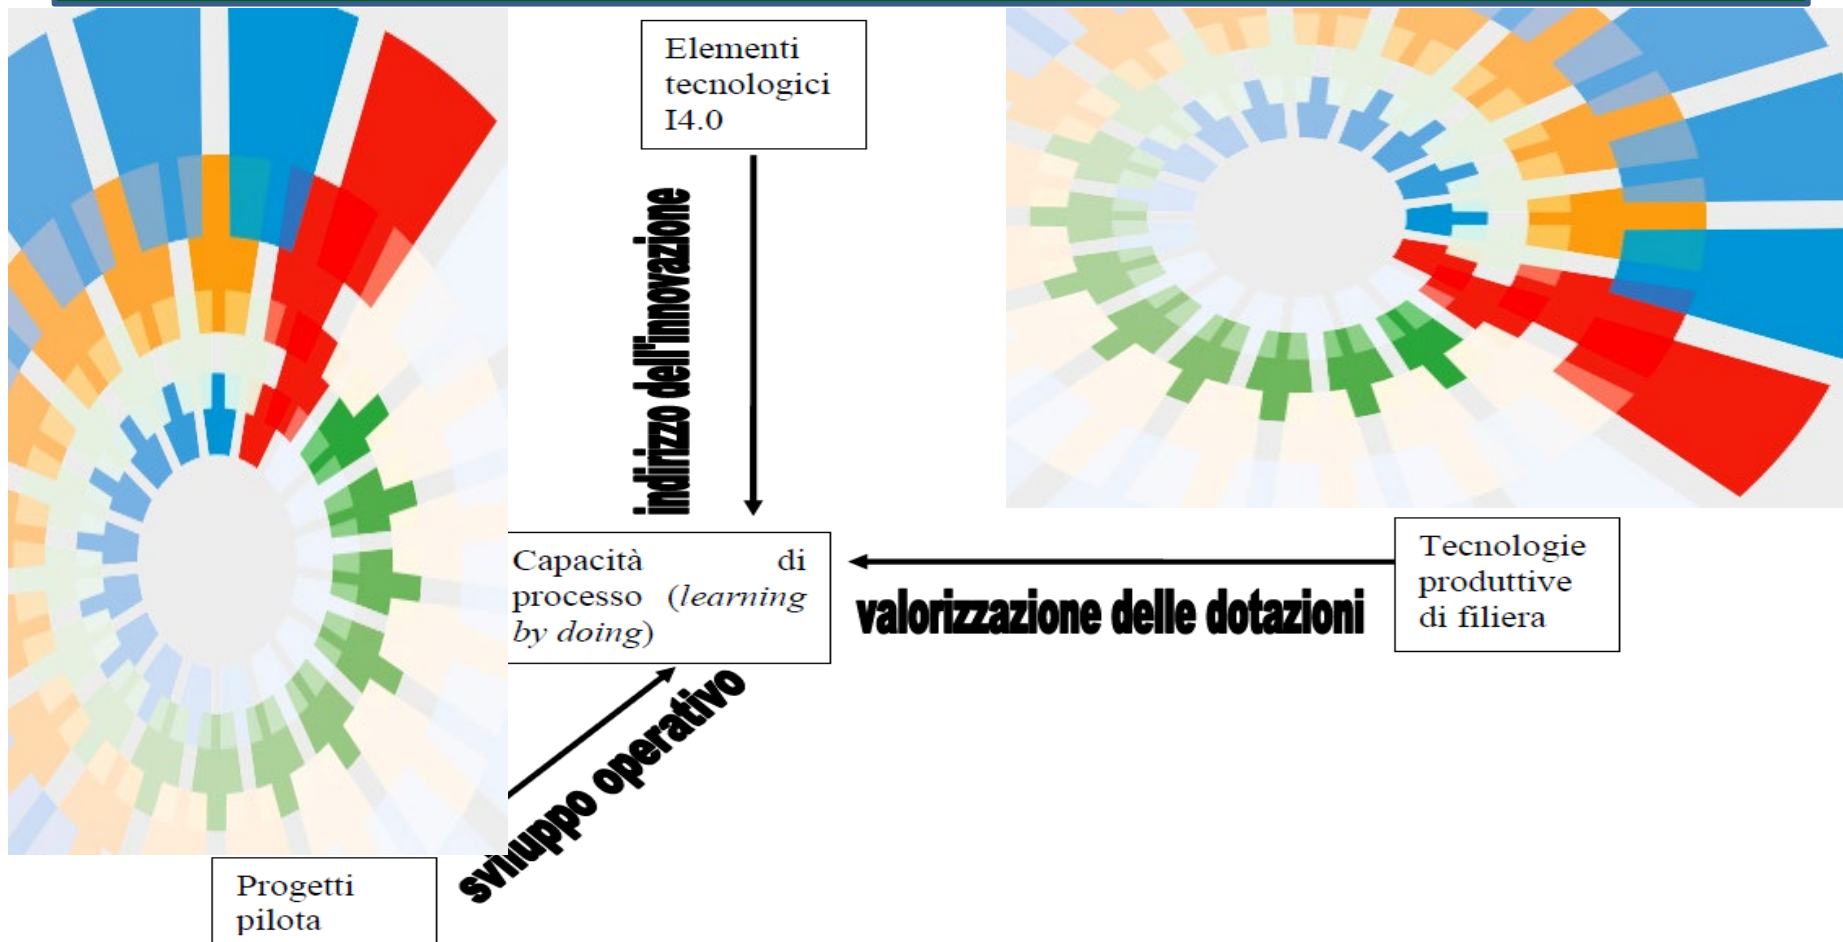 Elementi
tecnologici
I4.0
indirizzo dell'innovazione
Capacità di
processo (learning
by doing)
valorizzazione delle dotazioni
Tecnologie
produttive
di filiera
sviluppo operativo
Progetti
pilota